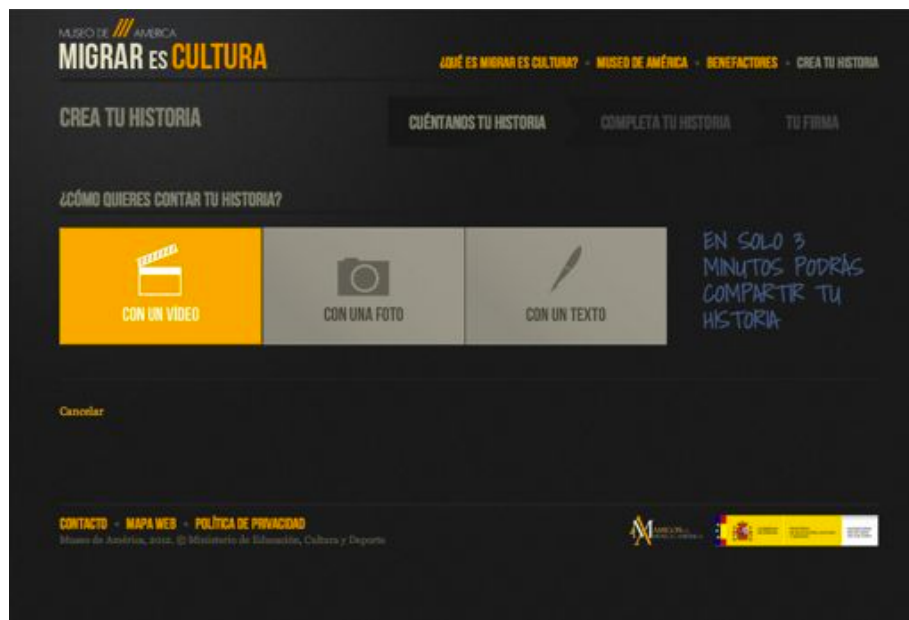 MUSEO DE AMERICA
MIGRAR ES CULTURA
¿QUÉ ES MIGRAR ES CULTURA? MUSEO DE AMÉRICA BENEFACTORES CREA TU HISTORIA
CREA TU HISTORIA
CUÉNTANOS TU HISTORIA COMPLETA TU HISTORIA TU FIRMA
¿CÓMO QUIERES CONTAR TU HISTORIA?
CON UN VÍDEO CON UNA FOTO CON UN TEXTO
EN SOLO 3
MINUTOS PODRÁS
COMPARTIR TU
HISTORIA
Cancelar
CONTACTO MAPA WEB POLÍTICA DE PRIVACIDAD
Museo de América, 2012. © Ministerio de Educación, Cultura y Deporte